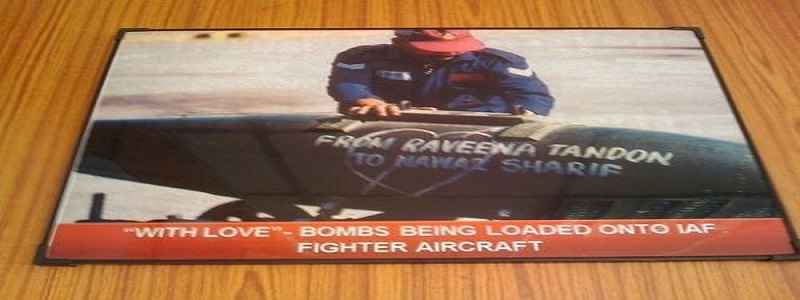 FROM RAVEENA TANDON
TO NAWAZ SHARIF
"WITH LOVE"- BOMBS BEING LOADED ONTO IAF
FIGHTER AIRCRAFT